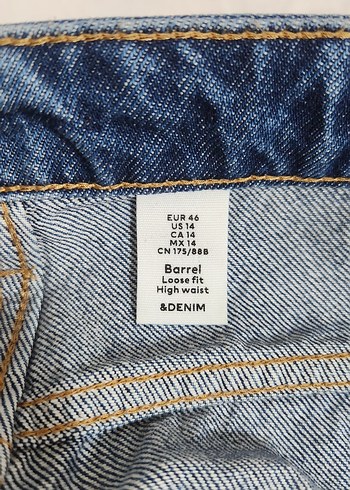 EUR 46
US 14
CA 14
MX 14
CN 175/88B
Barrel
Loose fit
High waist
&DENIM